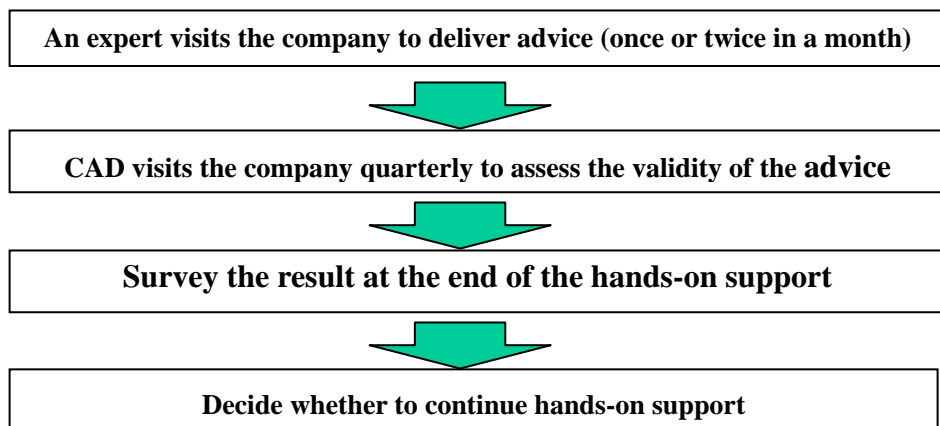 An expert visits the company to deliver advice (once or twice in a month)
CAD visits the company quarterly to assess the validity of the advice
Survey the result at the end of the hands-on support
Decide whether to continue hands-on support